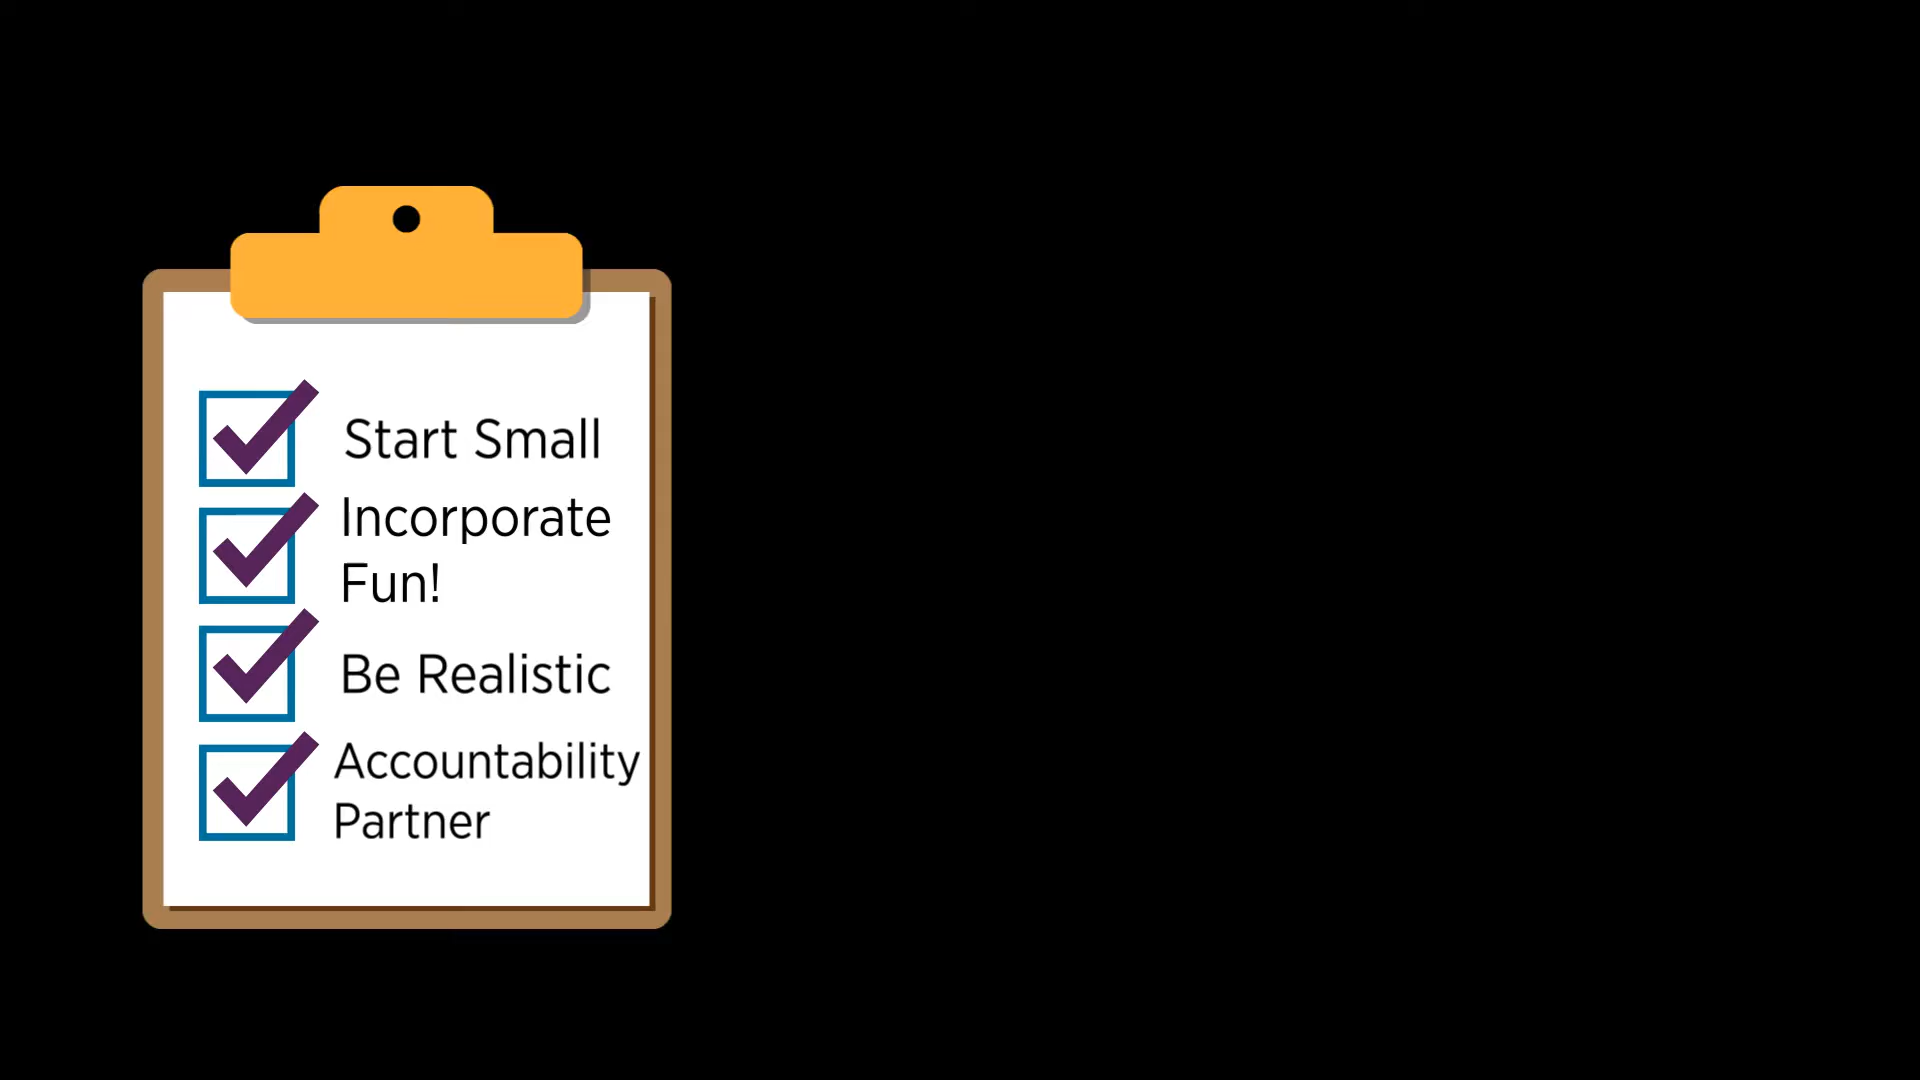 Start Small
Incorporate
Fun!
Be Realistic
Accountability
Partner